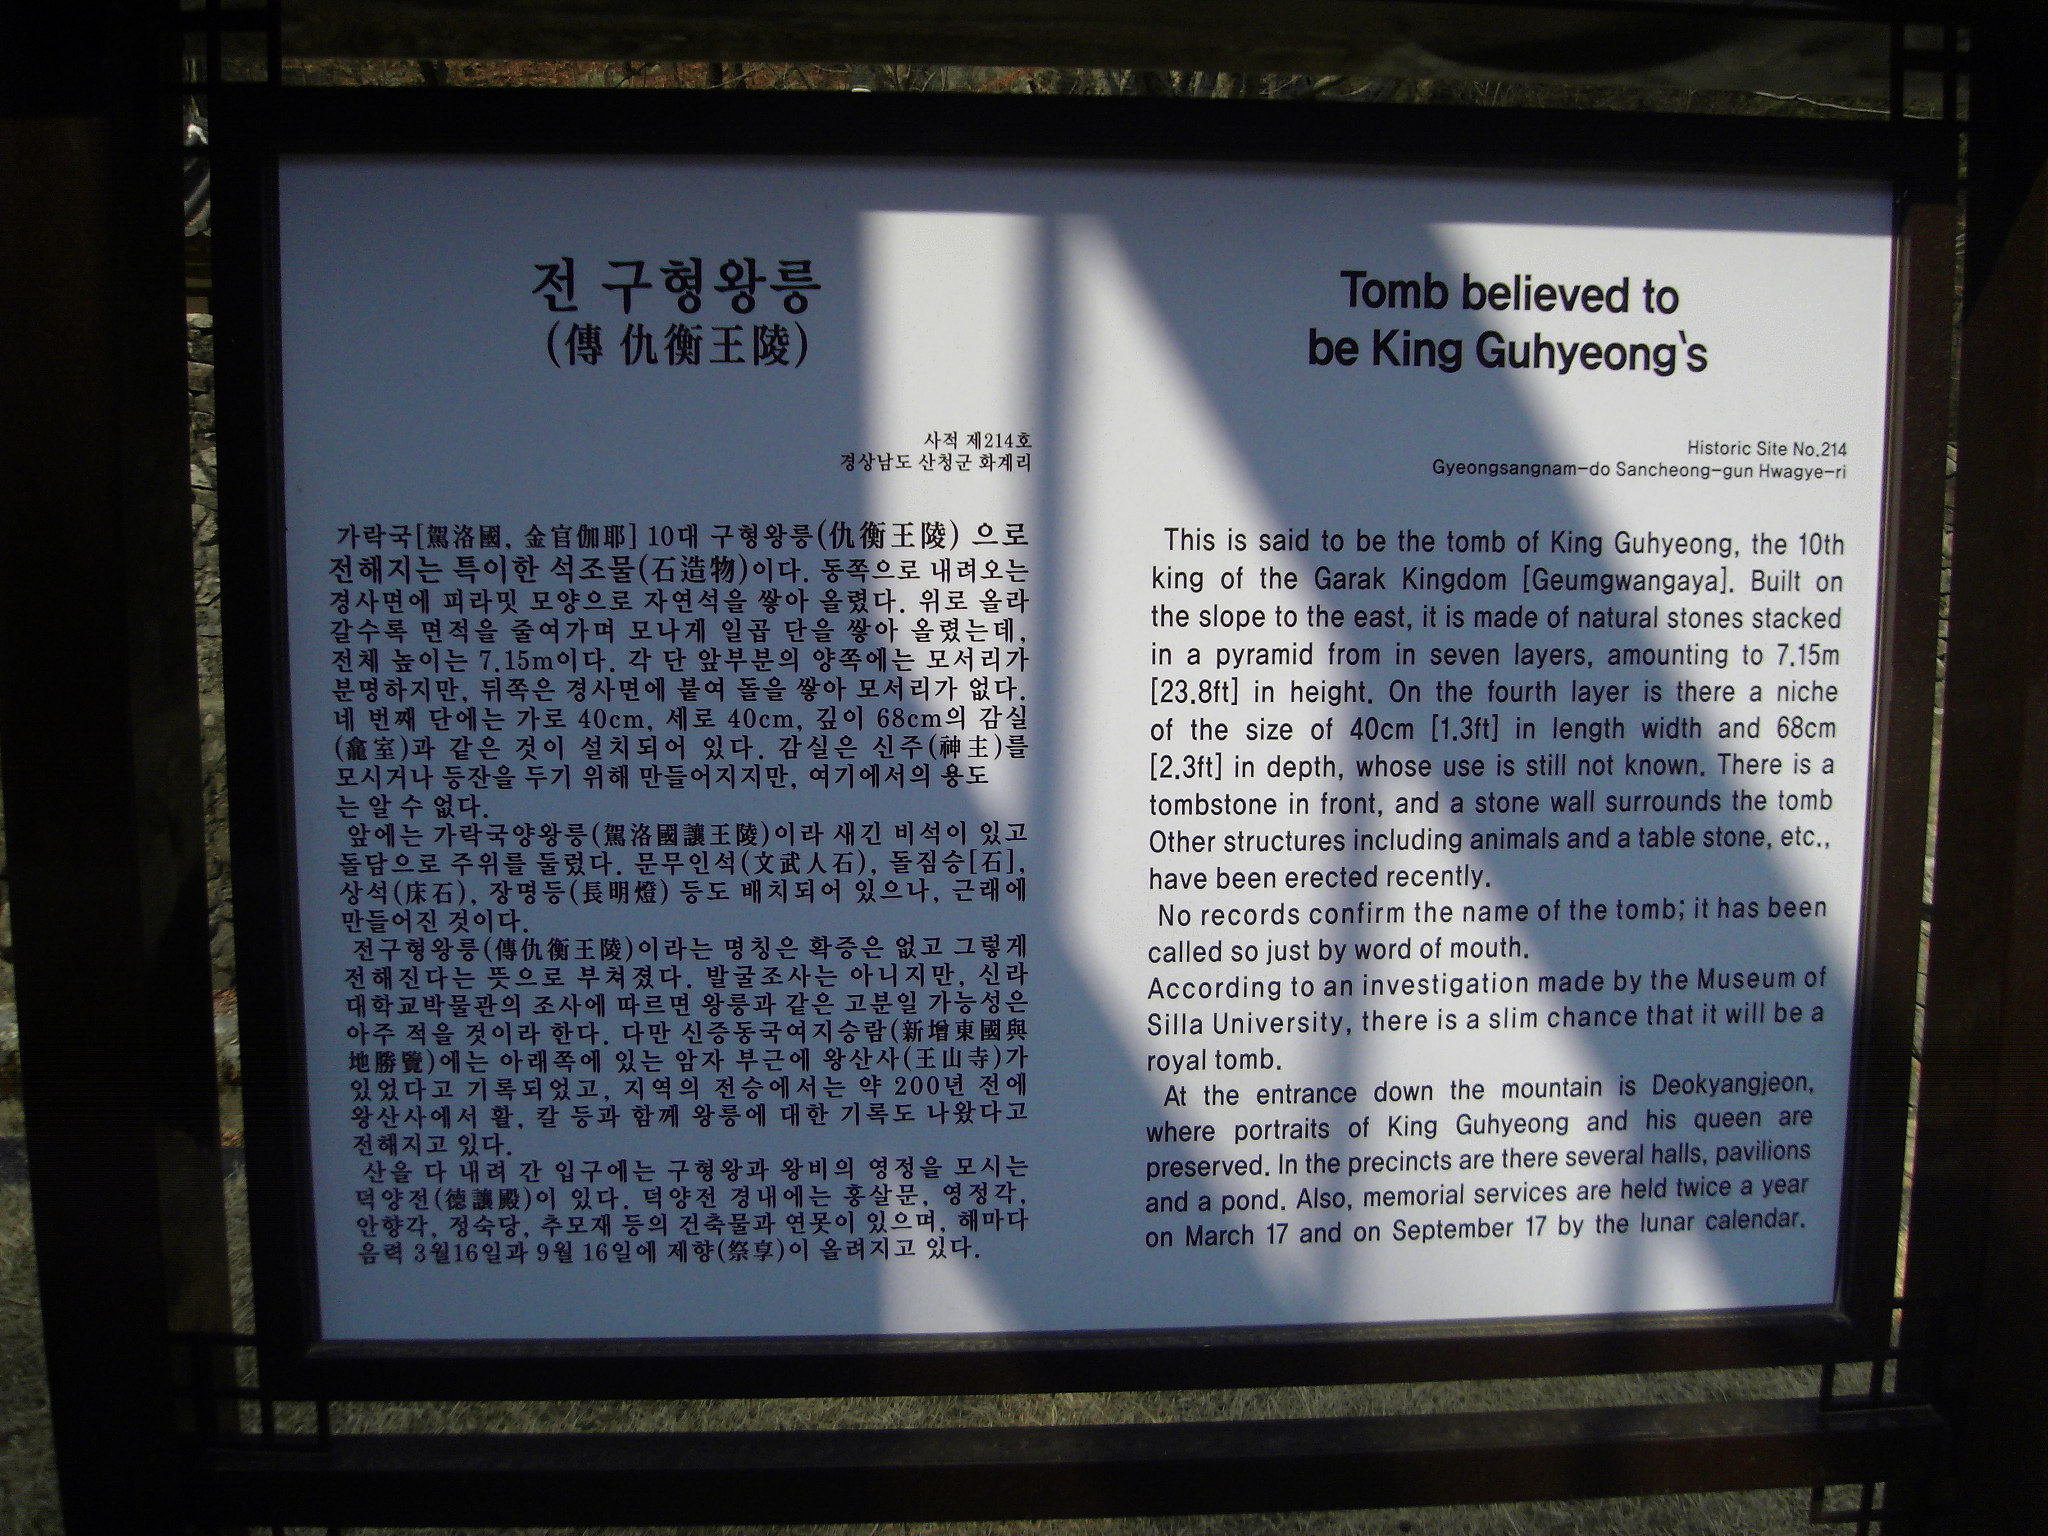 전 구형왕릉
(傳 仇衡王陵)
사적 제214호
경상남도 산청군 화계리
가락국[駕洛國, 金官伽耶] 10대 구형왕릉(仇衡王陵) 으로
전해지는 특이한 석조물(石造物)이다. 동쪽으로 내려오는
경사면에 피라밋 모양으로 자연석을 쌓아 올렸다. 위로 올라
갈수록 면적을 줄여가며 모나게 일곱 단을 쌓아 올렸는데,
전체 높이는 7.15m이다. 각 단 앞부분의 양쪽에는 모서리가
분명하지만, 뒤쪽은 경사면에 붙여 돌을 쌓아 모서리가 없다.
네 번째 단에는 가로 40cm, 세로 40cm, 깊이 68cm의 감실
(龕室)과 같은 것이 설치되어 있다. 감실은 신주(神主)를
모시거나 등잔을 두기 위해 만들어지지만, 여기에서의 용도
는 알 수 없다.
앞에는 가락국양왕릉(駕洛國讓王陵)이라 새긴 비석이 있고
돌담으로 주위를 둘렀다. 문무인석(文武人石), 돌짐승[石],
상석(床石), 장명등(長明燈) 등도 배치되어 있으나, 근래에
만들어진 것이다.
전구형왕릉(傳仇衡王陵)이라는 명칭은 확증은 없고 그렇게
전해진다는 뜻으로 부쳐졌다. 발굴조사는 아니지만, 신라
대학교박물관의 조사에 따르면 왕릉과 같은 고분일 가능성은
아주 적을 것이라 한다. 다만 신증동국여지승람(新增東國與
地勝覽)에는 아래쪽에 있는 암자 부근에 왕산사(王山寺)가
있었다고 기록되었고, 지역의 전승에서는 약 200년 전에
왕산사에서 활, 칼 등과 함께 왕릉에 대한 기록도 나왔다고
전해지고 있다.
산을 다 내려 간 입구에는 구형왕과 왕비의 영정을 모시는
덕양전(德讓殿)이 있다. 덕양전 경내에는 홍살문, 영정각,
안향각, 정숙당, 추모재 등의 건축물과 연못이 있으며, 해마다
음력 3월16일과 9월 16일에 제향(祭享)이 올려지고 있다.
Tomb believed to
be King Guhyeong‵s
Historic Site No.214
Gyeongsangnam-do Sancheong-gun Hwagye-ri
This is said to be the tomb of King Guhyeong, the 10th
king of the Garak Kingdom [Geumgwangaya]. Built on
the slope to the east, it is made of natural stones stacked
in a pyramid from in seven layers, amounting to 7.15m
[23.8ft] in height. On the fourth layer is there a niche
of the size of 40cm [1.3ft] in length width and 68cm
[2.3ft] in depth, whose use is still not known. There is a
tombstone in front, and a stone wall surrounds the tomb
Other structures including animals and a table stone, etc.,
have been erected recently.
No records confirm the name of the tomb; it has been
called so just by word of mouth.
According to an investigation made by the Museum of
Silla University, there is a slim chance that it will be a
royal tomb.
At the entrance down the mountain is Deokyangjeon,
where portraits of King Guhyeong and his queen are
preserved. In the precincts are there several halls, pavilions
and a pond. Also, memorial services are held twice a year
on March 17 and on September 17 by the lunar calendar.